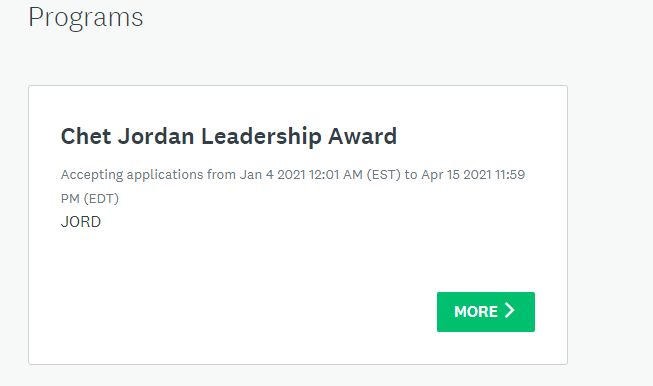 Programs
Chet Jordan Leadership Award
Accepting applications from Jan 4 2021 12:01 AM (EST) to Apr 15 2021 11:59
PM (EDT)
JORD
MORE